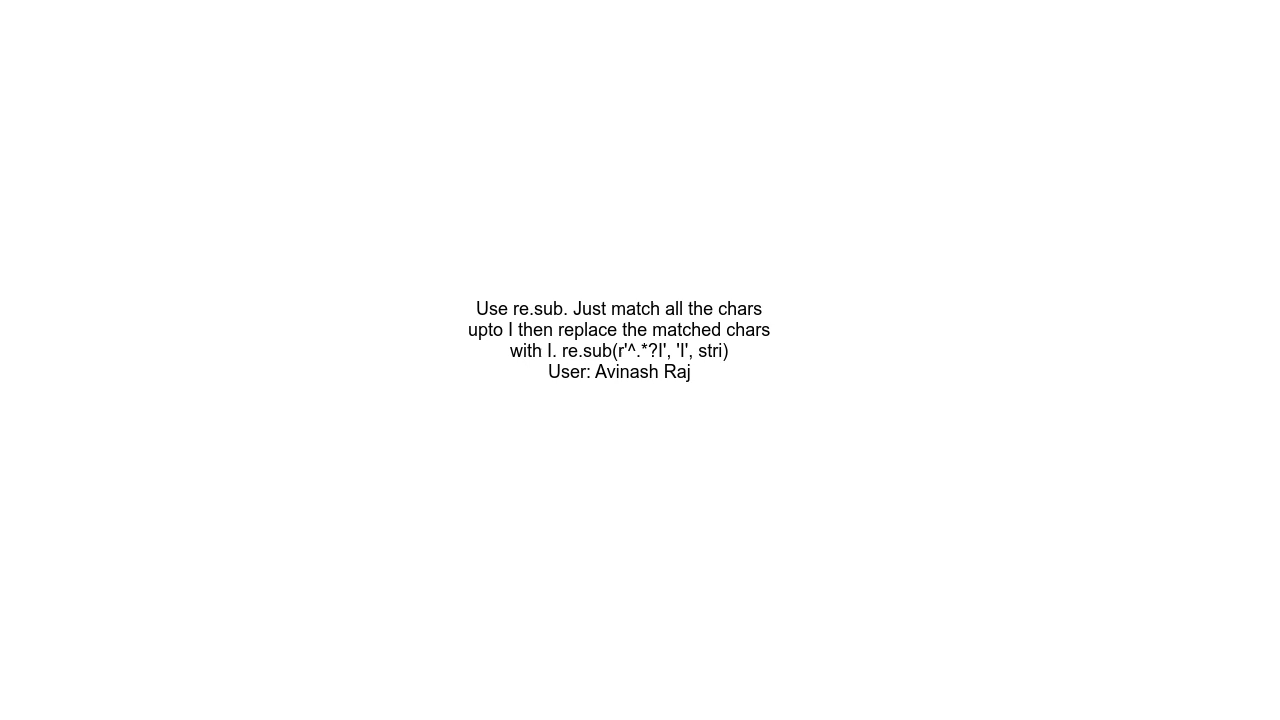 Use re.sub. Just match all the chars
upto I then replace the matched chars
with I. re.sub(r'^.*?I', 'I', stri)
User: Avinash Raj